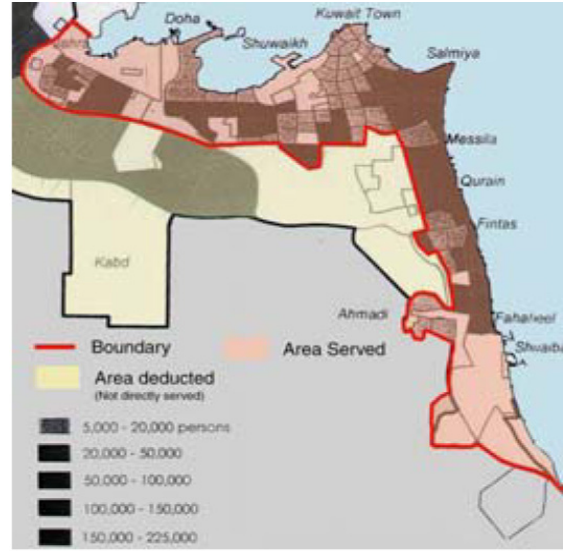 Kuwait Town
Doha
Shuwaikh
Salmiya
Jahra
Messila
Qurain
Fintas
Kabd
Ahmadi
Fahaheel
Shuaiba
Boundary
Area Served
Area deducted
(Not directly served)
5,000 - 20,000 persons
20,000 - 50,000
50,000 - 100,000
100,000 - 150,000
150,000 - 225,000